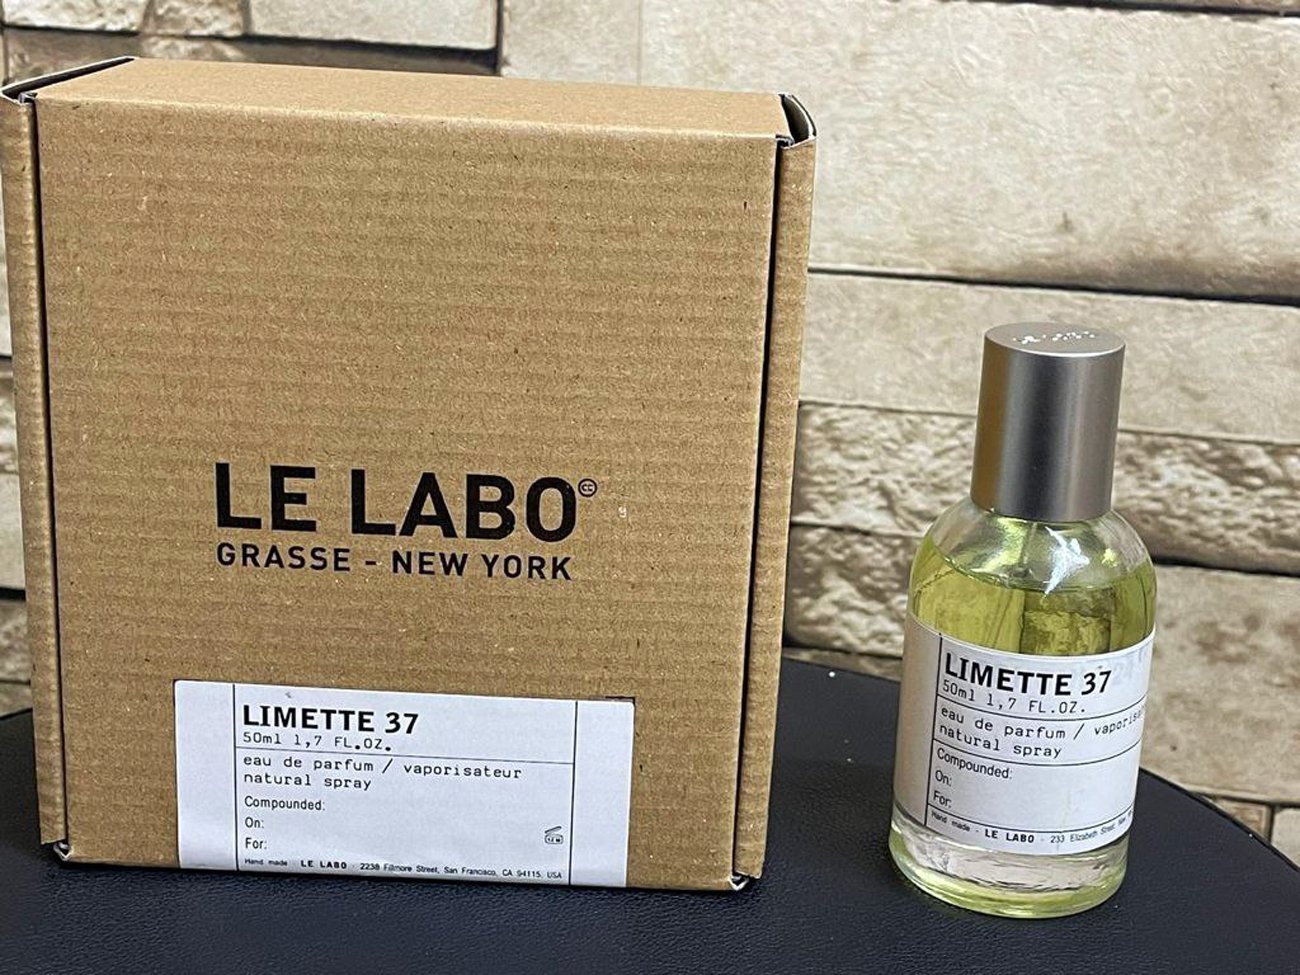 LE LABO©
GRASSE - NEW YORK
LIMETTE 37
50ml 1,7 FL.OZ.
eau de parfum / vaporisateur
natural spray
Compounded:
On:
For:
Hand made - LE LABO - 2238 Fillmore Street, San Francisco, CA 94115, USA
LIMETTE 37
50ml 1,7 FL.OZ.
eau de parfum /
natural spray
Compounded:
On:
For:
Hand made - LE LABO - 233 Elizabeth Street,